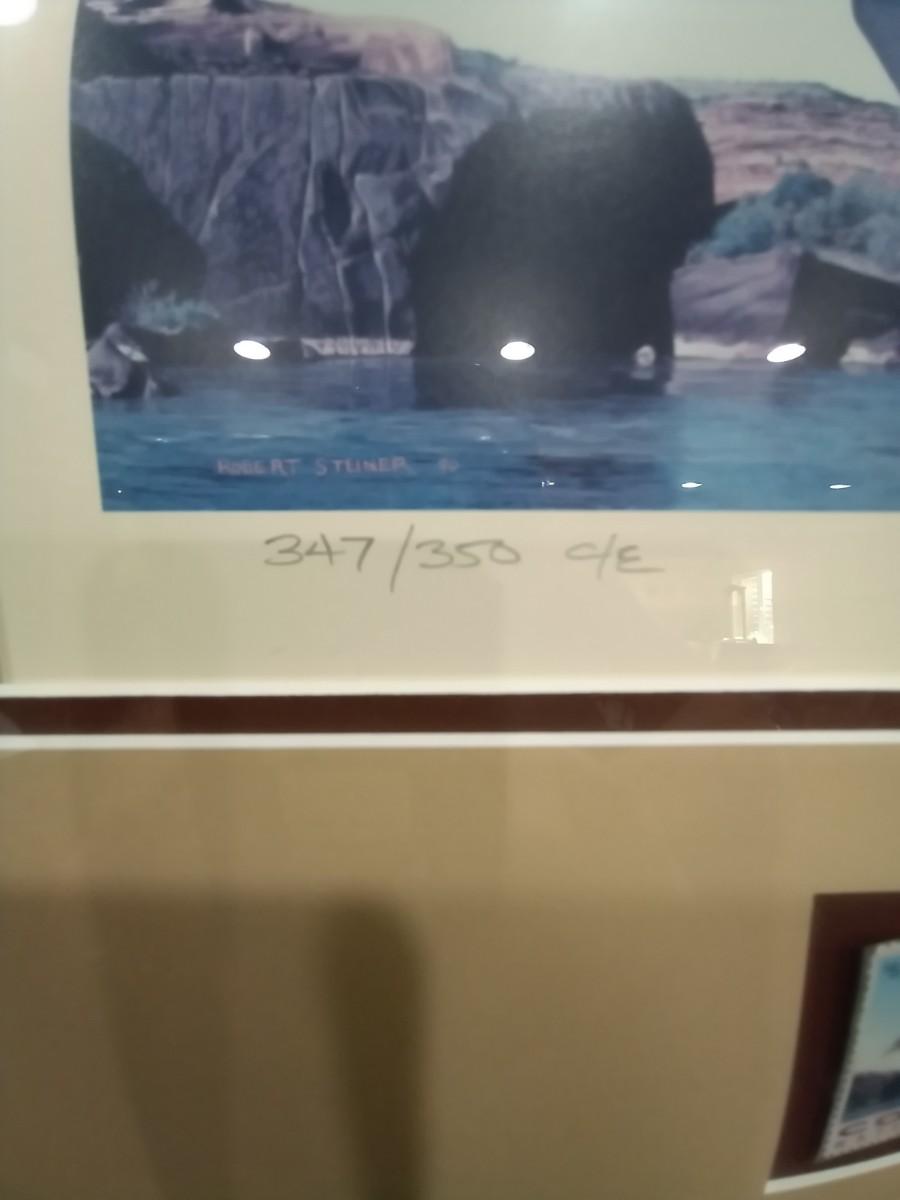 ROBERT STEINER
347/350 C/E